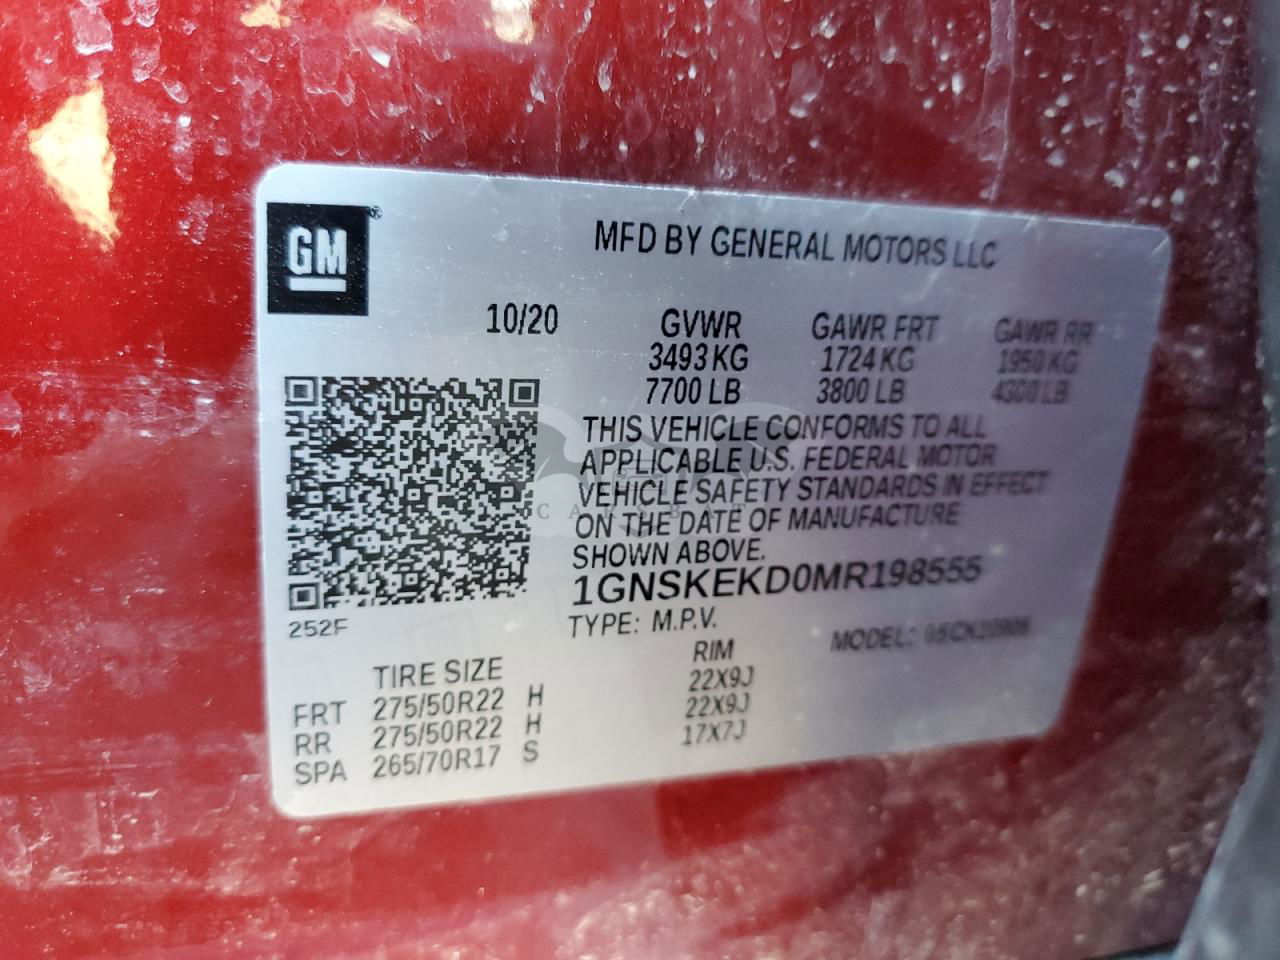 GM
MFD BY GENERAL MOTORS LLC
10/20 GVWR GAWR FRT GAWR RR
3493 KG 1724 KG 1950 KG
7700 LB 3800 LB 4300 LB
THIS VEHICLE CONFORMS TO ALL
APPLICABLE U.S. FEDERAL MOTOR
VEHICLE SAFETY STANDARDS IN EFFECT
ON THE DATE OF MANUFACTURE
SHOWN ABOVE.
1GNSKEKD0MR198555
252F
TYPE: M.P.V. MODEL:
TIRE SIZE RIM
FRT 275/50R22 H 22X9J
RR 275/50R22 H 22X9J
SPA 265/70R17 S 17X7J